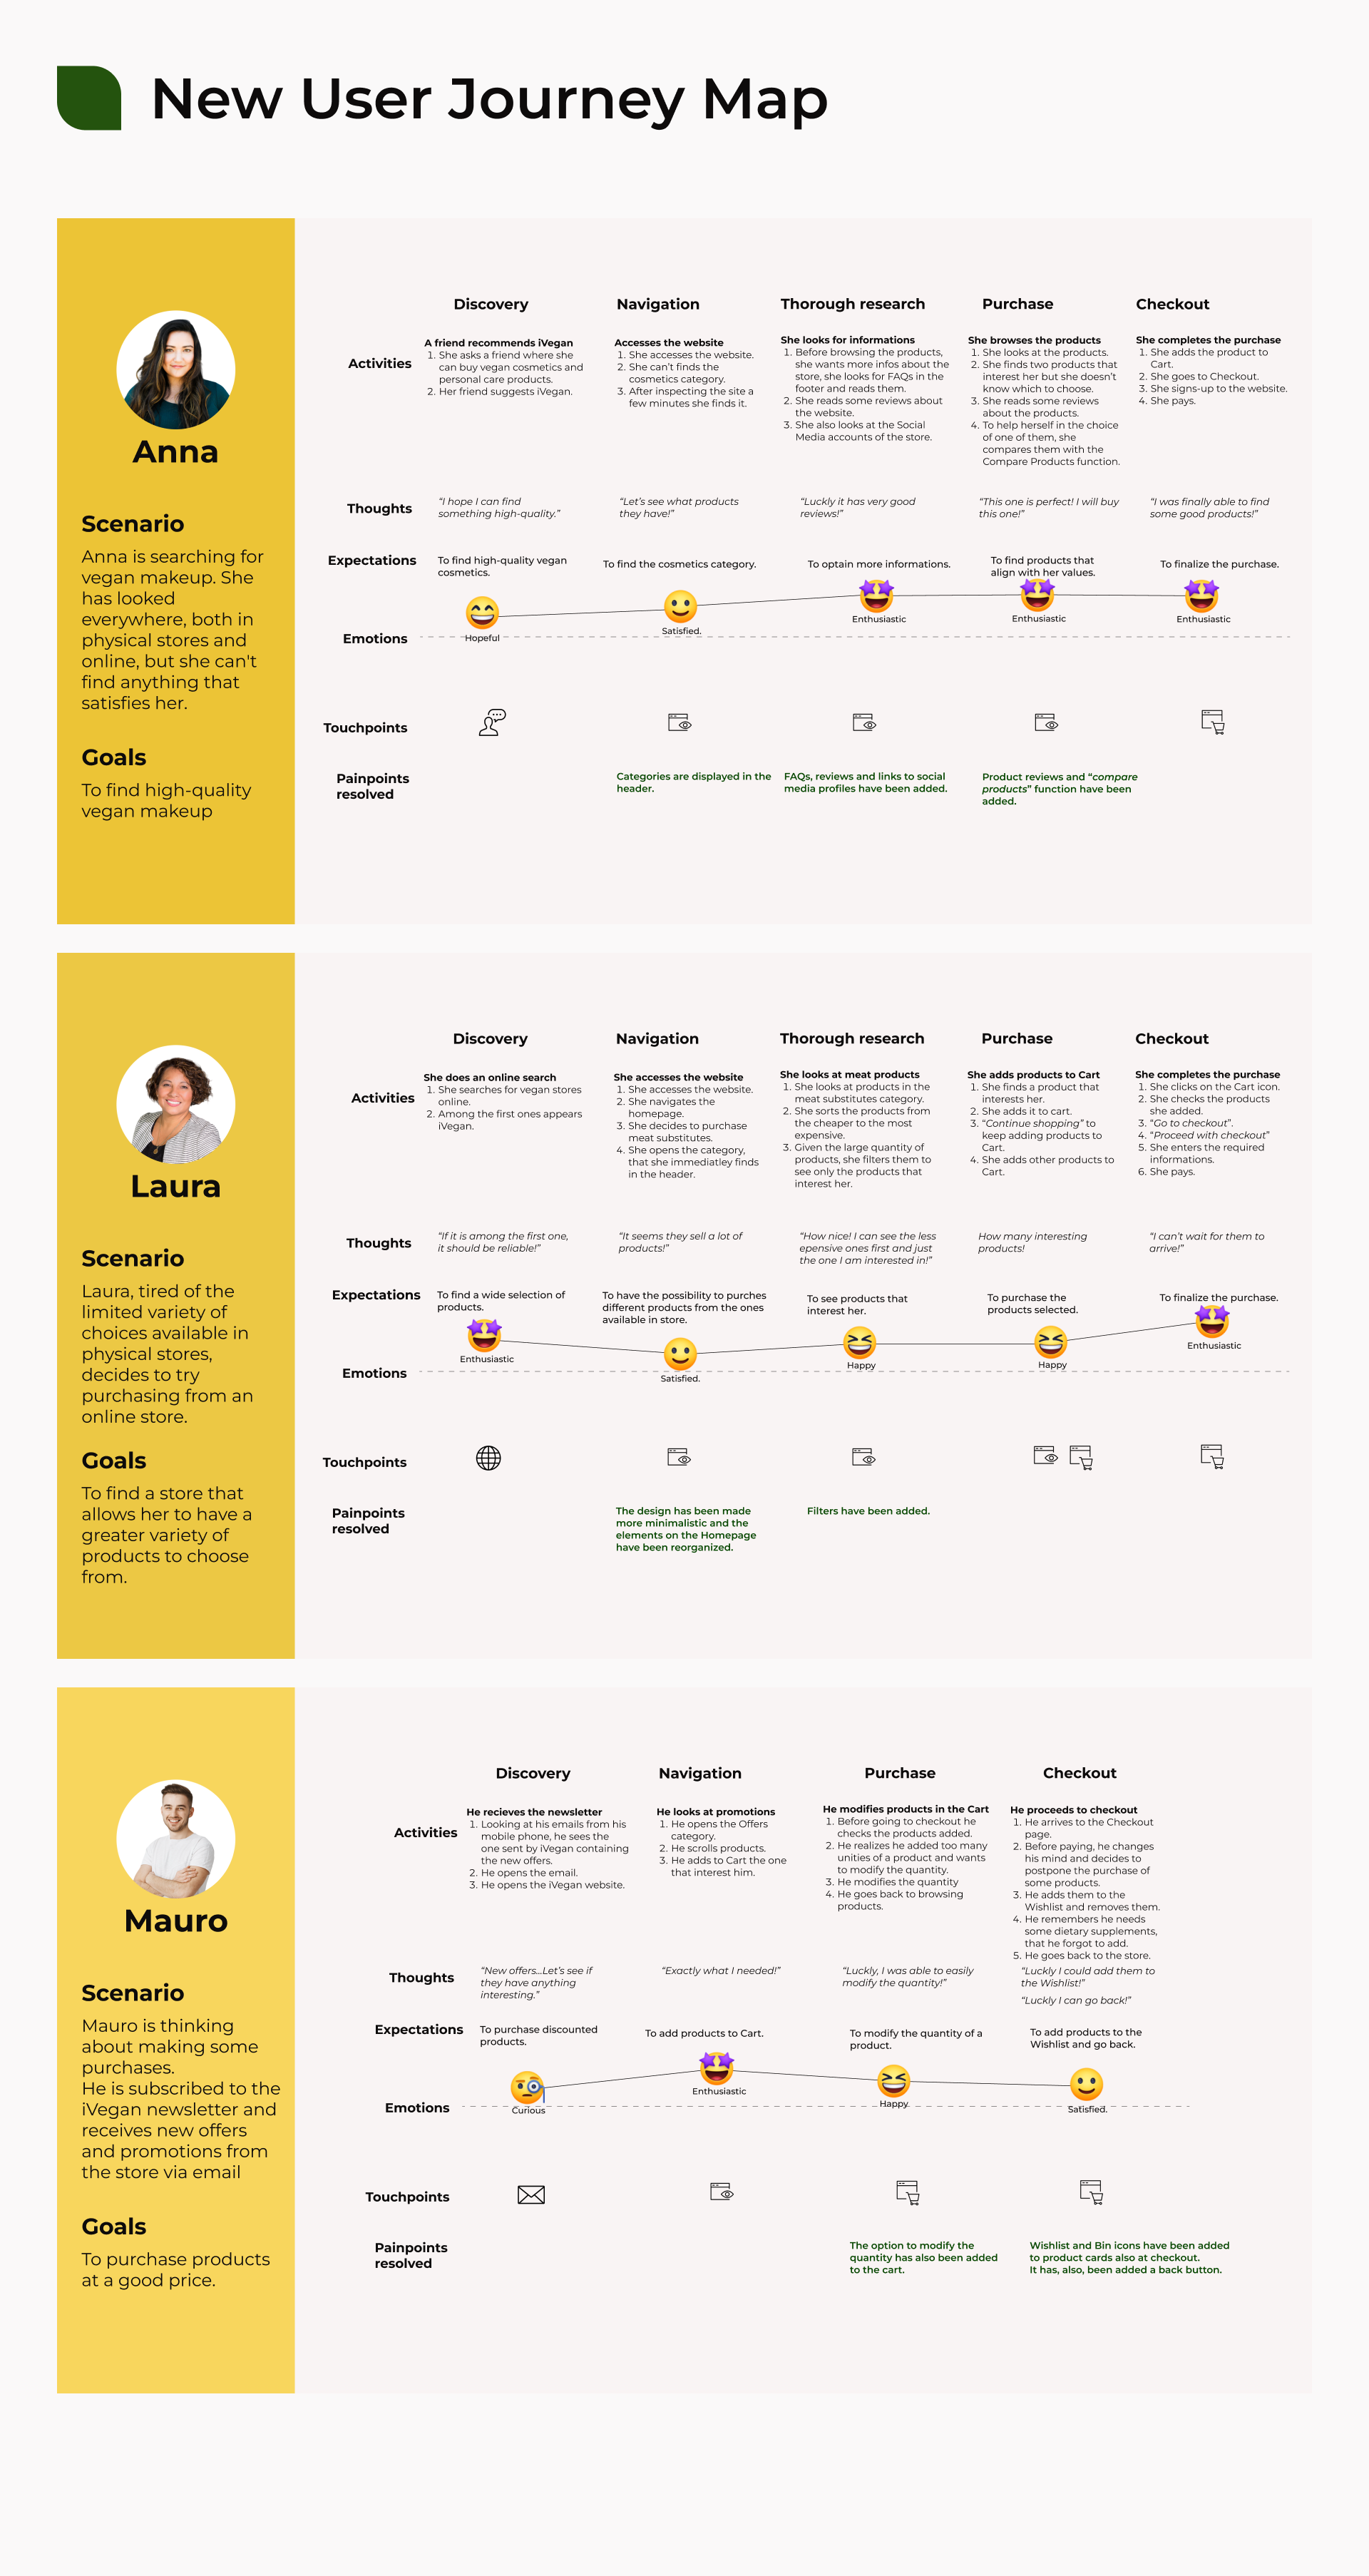 New User Journey Map
Anna
Scenario
Anna is searching for
vegan makeup. She
has looked
everywhere, both in
physical stores and
online, but she can't
find anything that
satisfies her.
Goals
To find high-quality
vegan makeup
Discovery
Navigation
Thorough research
Purchase
Checkout
Activities
A friend recommends iVegan
1. She asks a friend where she
can buy vegan cosmetics and
personal care products.
2. Her friend suggests iVegan.
Accesses the website
1. She accesses the website.
2. She can't finds the
cosmetics category.
3. After inspecting the site a
few minutes she finds it.
She looks for informations
1. Before browsing the products,
she wants more infos about the
store, she looks for FAQs in the
footer and reads them.
2. She reads some reviews about
the website.
3. She also looks at the Social
Media accounts of the store.
She browses the products
1. She looks at the products.
2. She finds two products that
interest her but she doesn't
know which to choose.
3. She reads some reviews
about the products.
4. To help herself in the choice
of one of them, she
compares them with the
Compare Products function.
She completes the purchase
1. She adds the product to
Cart.
2. She goes to Checkout.
3. She signs-up to the website.
4. She pays.
Thoughts
“I hope I can find
something high-quality.”
“Let's see what products
they have!”
“Luckly it has very good
reviews!”
“This one is perfect! I will buy
this one!”
“I was finally able to find
some good products!”
Expectations
To find high-quality vegan
cosmetics.
To find the cosmetics category.
To optain more informations.
To find products that
align with her values.
To finalize the purchase.
Emotions
Hopeful
Satisfied.
Enthusiastic
Enthusiastic
Enthusiastic
Touchpoints
Painpoints
resolved
Categories are displayed in the
header.
FAQs, reviews and links to social
media profiles have been added.
Product reviews and “compare
products” function have been
added.
Laura
Scenario
Laura, tired of the
limited variety of
choices available in
physical stores,
decides to try
purchasing from an
online store.
Goals
To find a store that
allows her to have a
greater variety of
products to choose
from.
Discovery
Navigation
Thorough research
Purchase
Checkout
Activities
She does an online search
1. She searches for vegan stores
online.
2. Among the first ones appears
iVegan.
She accesses the website
1. She accesses the website.
2. She navigates the
homepage.
3. She decides to purchase
meat substitutes.
4. She opens the category,
that she immediatley finds
in the header.
She looks at meat products
1. She looks at products in the
meat substitutes category.
2. She sorts the products from
the cheaper to the most
expensive.
3. Given the large quantity of
products, she filters them to
see only the products that
interest her.
She adds products to Cart
1. She finds a product that
interests her.
2. She adds it to cart.
3. “Continue shopping” to
keep adding products to
Cart.
4. She adds other products to
Cart.
She completes the purchase
1. She clicks on the Cart icon.
2. She checks the products
she added.
3. “Go to checkout”.
4. “Proceed with checkout”
5. She enters the required
informations.
6. She pays.
Thoughts
“If it is among the first one,
it should be reliable!”
“It seems they sell a lot of
products!”
“How nice! I can see the less
epensive ones first and just
the one I am interested in!”
How many interesting
products!
“I can't wait for them to
arrive!”
Expectations
To find a wide selection of
products.
To have the possibility to purches
different products from the ones
available in store.
To see products that
interest her.
To purchase the
products selected.
To finalize the purchase.
Emotions
Enthusiastic
Satisfied.
Happy
Happy
Enthusiastic
Touchpoints
Painpoints
resolved
The design has been made
more minimalistic and the
elements on the Homepage
have been reorganized.
Filters have been added.
Mauro
Scenario
Mauro is thinking
about making some
purchases.
He is subscribed to the
iVegan newsletter and
receives new offers
and promotions from
the store via email
Goals
To purchase products
at a good price.
Discovery
Navigation
Purchase
Checkout
Activities
He recieves the newsletter
1. Looking at his emails from his
mobile phone, he sees the
one sent by iVegan containing
the new offers.
2. He opens the email.
3. He opens the iVegan website.
He looks at promotions
1. He opens the Offers
category.
2. He scrolls products.
3. He adds to Cart the one
that interest him.
He modifies products in the Cart
1. Before going to checkout he
checks the products added.
2. He realizes he added too many
unities of a product and wants
to modify the quantity.
3. He modifies the quantity
4. He goes back to browsing
products.
He proceeds to checkout
1. He arrives to the Checkout
page.
2. Before paying, he changes
his mind and decides to
postpone the purchase of
some products.
3. He adds them to the
Wishlist and removes them.
4. He remembers he needs
some dietary supplements,
that he forgot to add.
5. He goes back to the store.
Thoughts
“New offers...Let's see if
they have anything
interesting.”
“Exactly what I needed!”
“Luckly, I was able to easily
modify the quantity!”
“Luckly I could add them to
the Wishlist!”
“Luckly I can go back!”
Expectations
To purchase discounted
products.
To add products to Cart.
To modify the quantity of a
product.
To add products to the
Wishlist and go back.
Emotions
Curious
Enthusiastic
Happy
Satisfied.
Touchpoints
Painpoints
resolved
The option to modify the
quantity has also been added
to the cart.
Wishlist and Bin icons have been added
to product cards also at checkout.
It has, also, been added a back button.